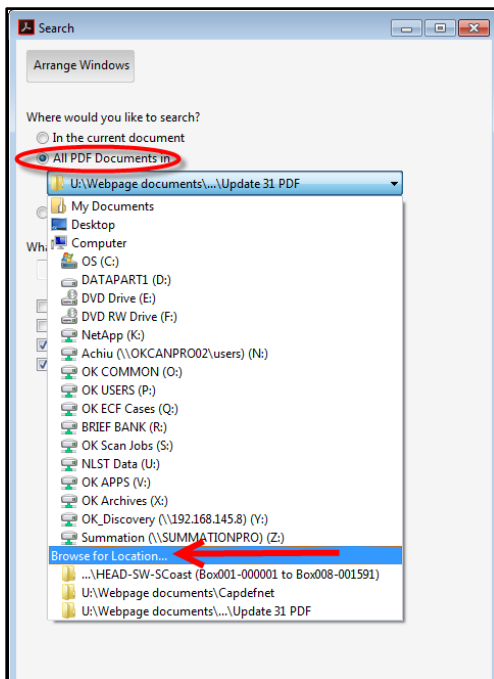 Search
Arrange Windows
Where would you like to search?
In the current document
All PDF Documents in
U:\Webpage documents\...\Update 31 PDF
My Documents
Desktop
Computer
OS (C:)
DATAPART1 (D:)
DVD Drive (E:)
DVD RW Drive (F:)
NetApp (K:)
Achiu (\\OKCANPRO02\users) (N:)
OK COMMON (O:)
OK USERS (P:)
OK ECF Cases (Q:)
BRIEF BANK (R:)
OK Scan Jobs (S:)
NLST Data (U:)
OK APPS (V:)
OK Archives (X:)
OK_Discovery (\\192.168.145.8) (Y:)
Summation (\\SUMMATIONPRO) (Z:)
Browse for Location...
...\HEAD-SW-SCoast (Box001-000001 to Box008-001591)
U:\Webpage documents\Capdefnet
U:\Webpage documents\...\Update 31 PDF